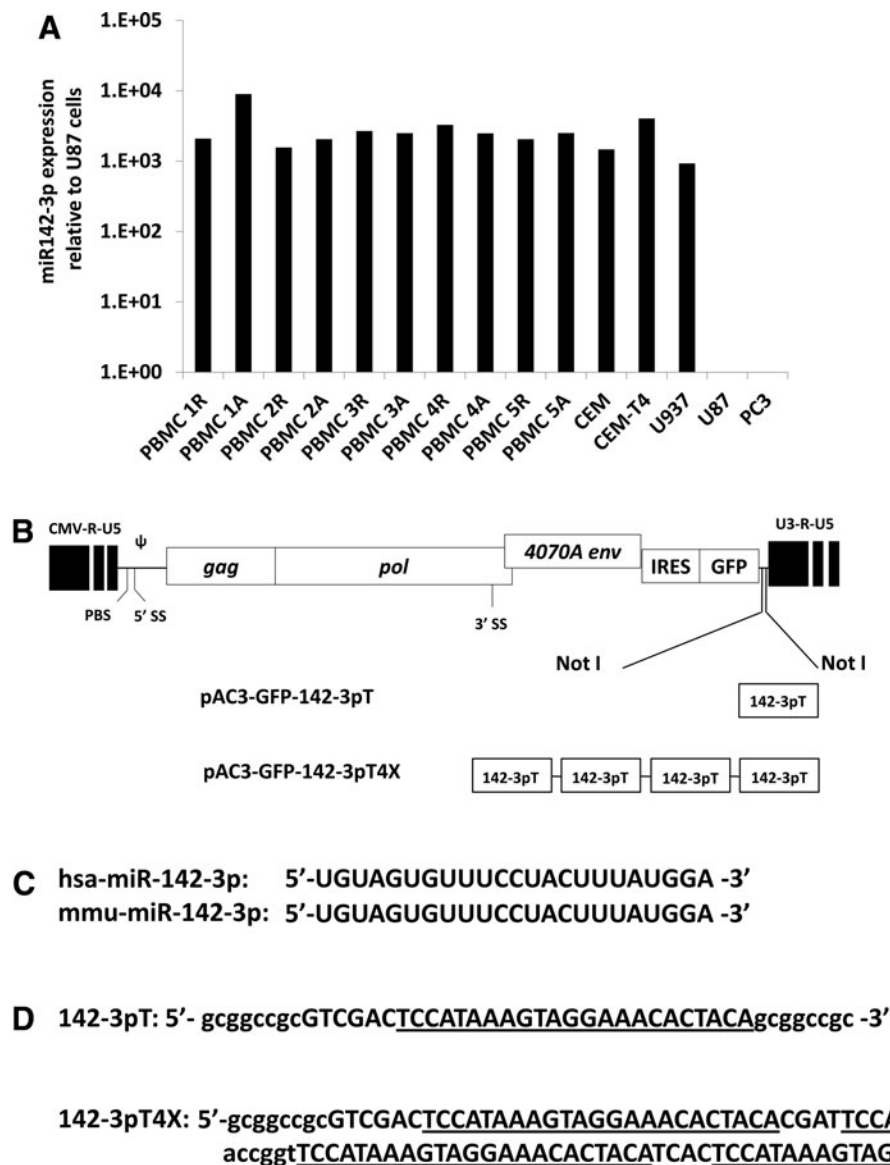 A
miR142-3p expression
relative to U87 cells
1.E+05
1.E+04
1.E+03
1.E+02
1.E+01
1.E+00
PBMC 1R
PBMC 1A
PBMC 2R
PBMC 2A
PBMC 3R
PBMC 3A
PBMC 4R
PBMC 4A
PBMC 5R
PBMC 5A
CEM
CEM-T4
U937
U87
PC3
B
CMV-R-U5
ψ
gag
pol
4070A env
IRES
GFP
U3-R-U5
PBS
5' SS
3' SS
Not I
Not I
pAC3-GFP-142-3pT
142-3pT
pAC3-GFP-142-3pT4X
142-3pT
142-3pT
142-3pT
142-3pT
C
hsa-miR-142-3p: 5'-UGUAGUGUUUCCUACUUUAUGGA -3'
mmu-miR-142-3p: 5'-UGUAGUGUUUCCUACUUUAUGGA -3'
D
142-3pT: 5'- gcggccgcGTCGACTCCATAAAGTAGGAAACACTACAgcggccgc -3'
142-3pT4X: 5'-gcggccgcGTCGACTCCATAAAGTAGGAAACACTACACGATTCCA
accggtTCCATAAAGTAGGAAACACTACATCACTCCATAAAGTAG